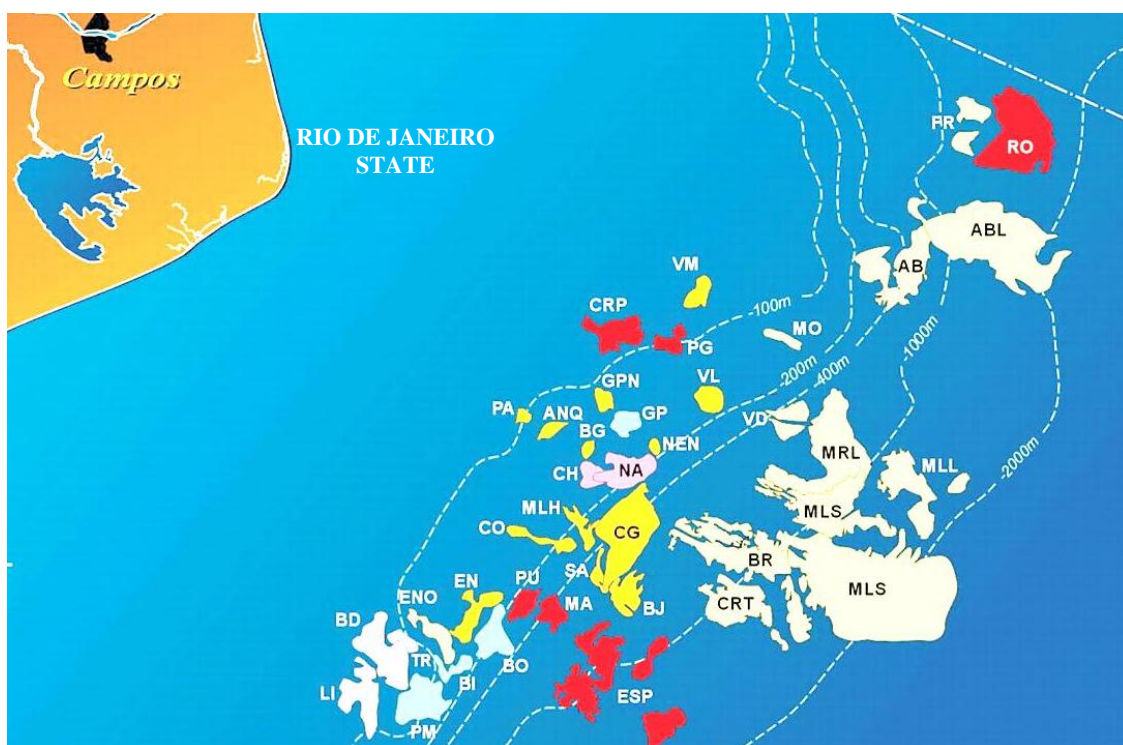 Campos
RIO DE JANEIRO
STATE
FR
RO
ABL
AB
VM
CRP
-100m
MO
PG
-1000m
-200m
-400m
GPN
VL
PA
ANQ
GP
VD
BG
NEN
MRL
CH
NA
MLL
-2000m
MLH
MLS
CO
CG
BR
SA
MLS
EN
PU
ENO
MA
BJ
CRT
BD
TR
BO
BI
LI
ESP
PM